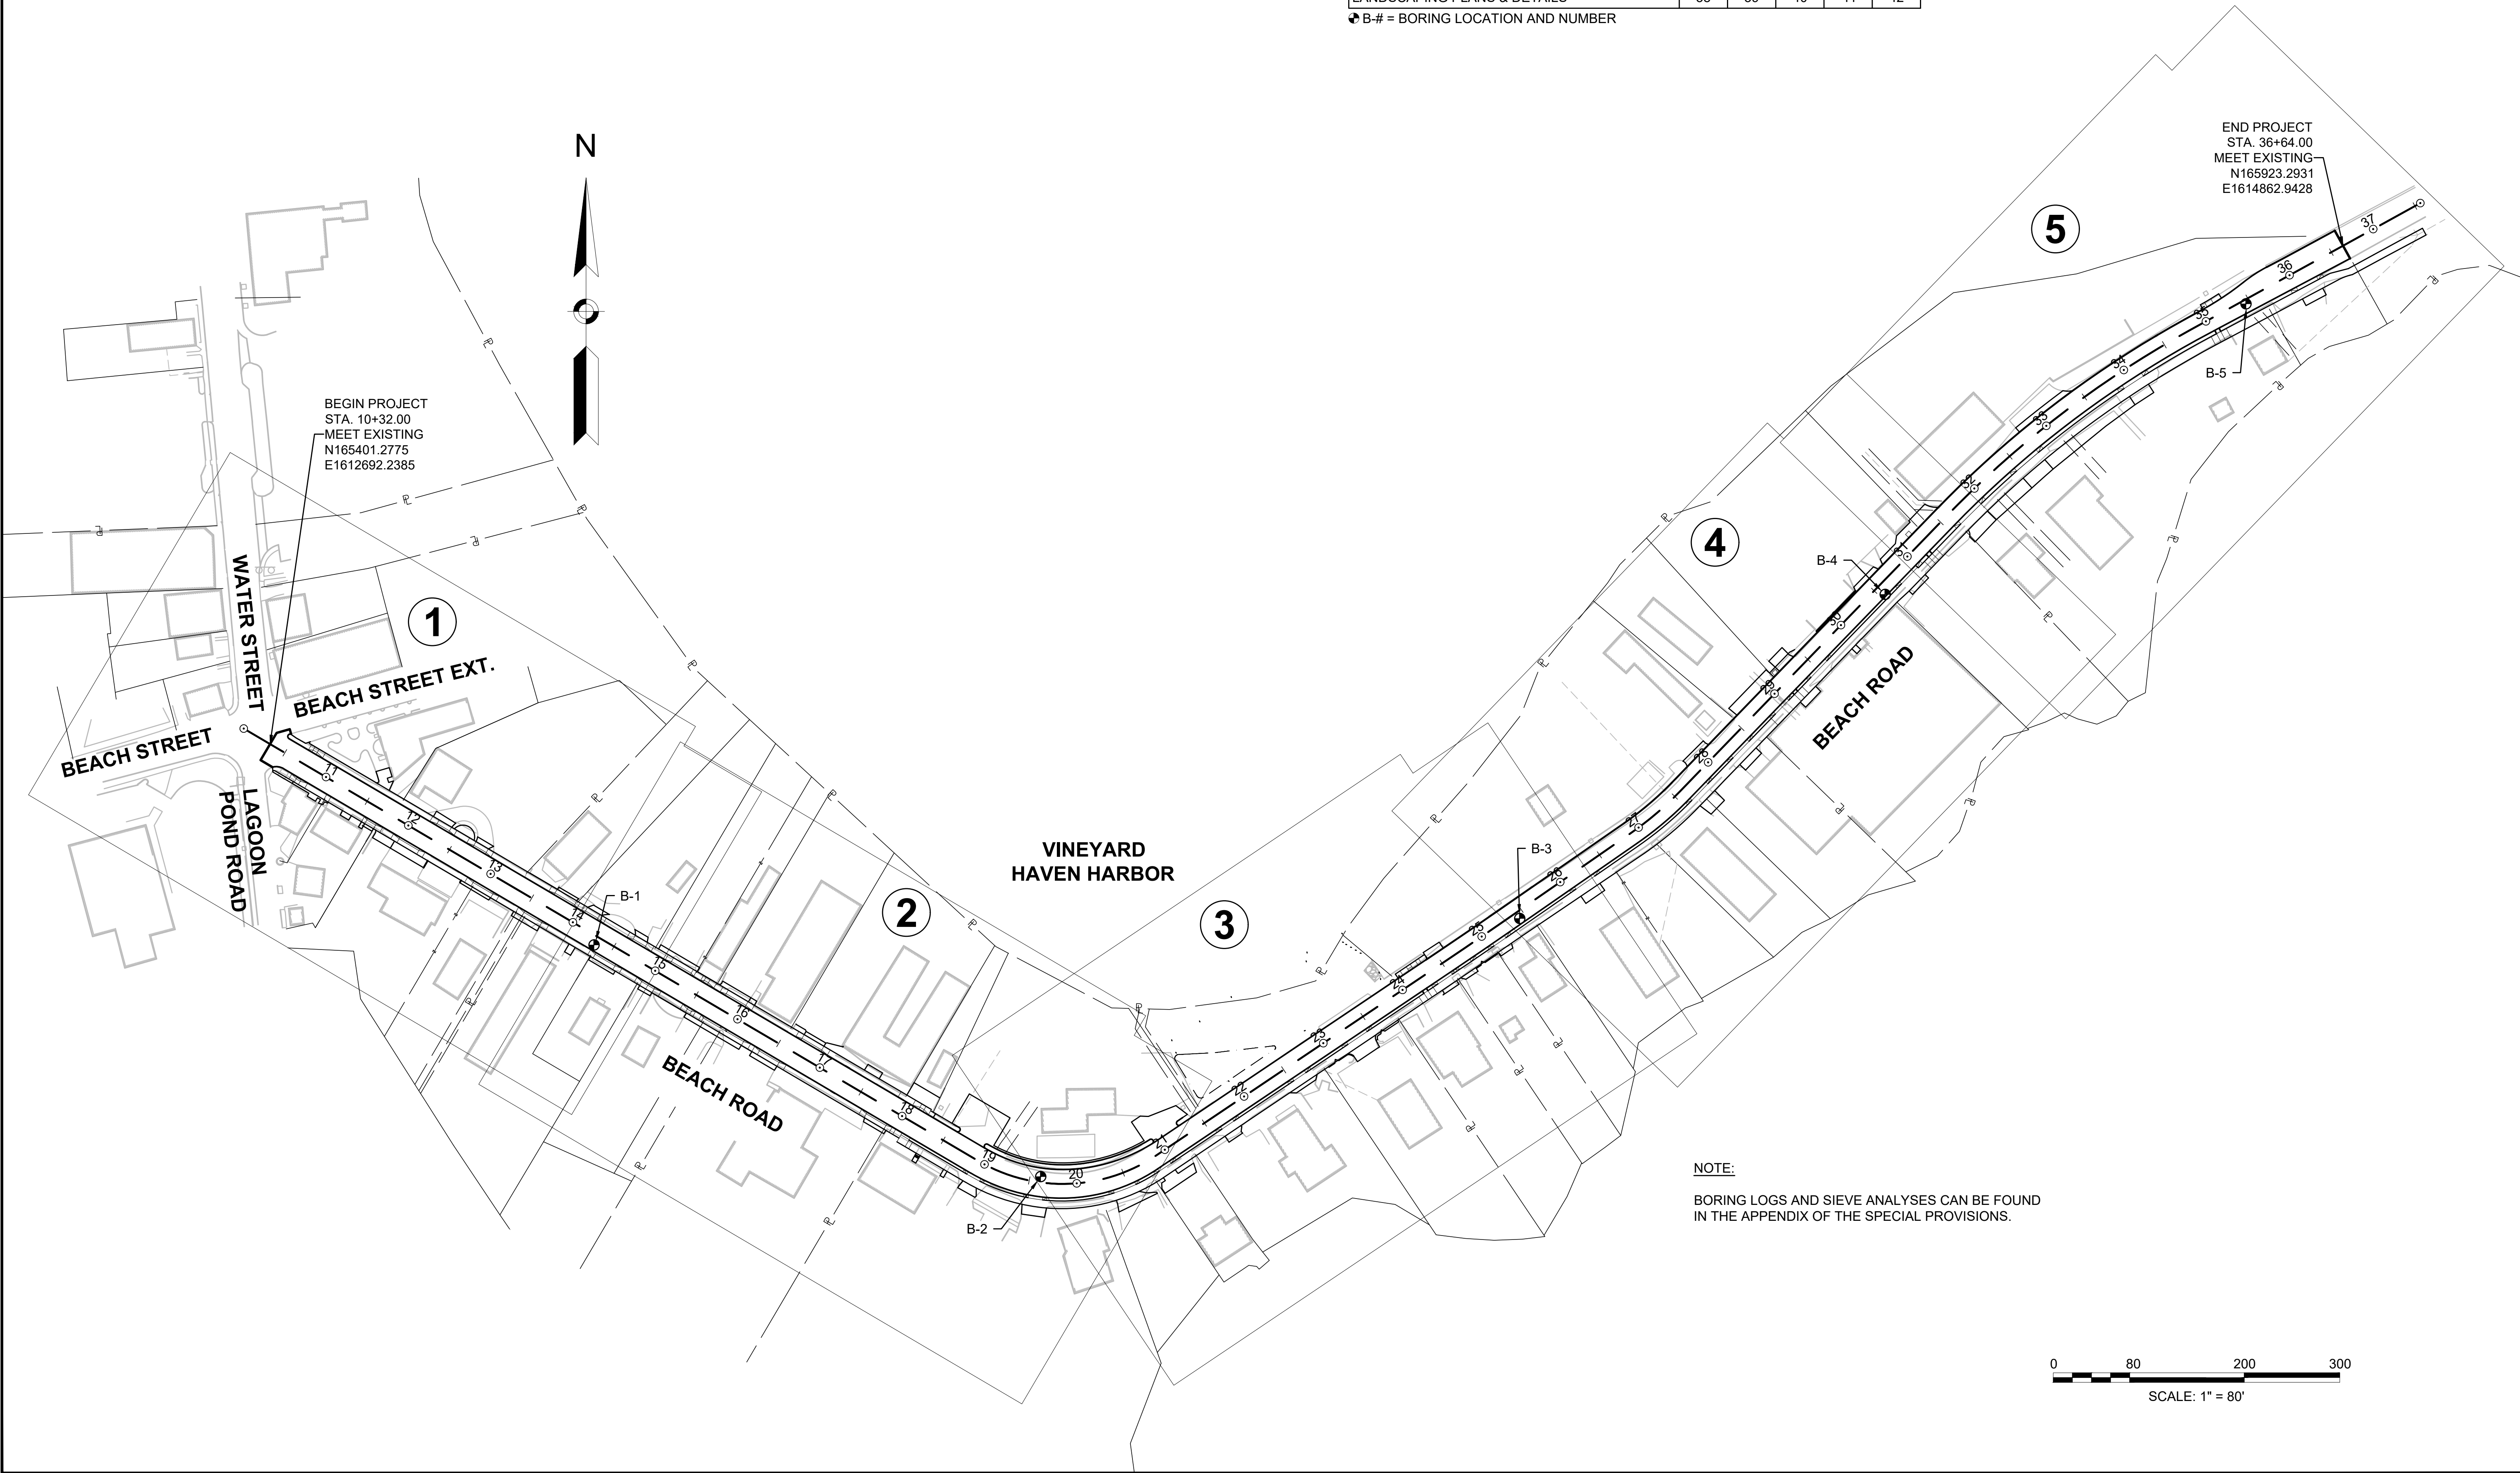 ⊕ B-# = BORING LOCATION AND NUMBER
END PROJECT
STA. 36+64.00
MEET EXISTING
N165923.2931
E1614862.9428
N
5
37
36
35
34
33
32
31
30
29
28
27
26
25
24
23
22
21
20
19
18
17
16
15
14
13
12
11
B-5
BEGIN PROJECT
STA. 10+32.00
MEET EXISTING
N165401.2775
E1612692.2385
4
B-4
WATER STREET
1
BEACH STREET EXT.
BEACH STREET
BEACH ROAD
LAGOON
POND ROAD
VINEYARD
HAVEN HARBOR
B-3
B-1
2
3
BEACH ROAD
B-2
NOTE:
BORING LOGS AND SIEVE ANALYSES CAN BE FOUND
IN THE APPENDIX OF THE SPECIAL PROVISIONS.
0 80 200 300
SCALE: 1" = 80'